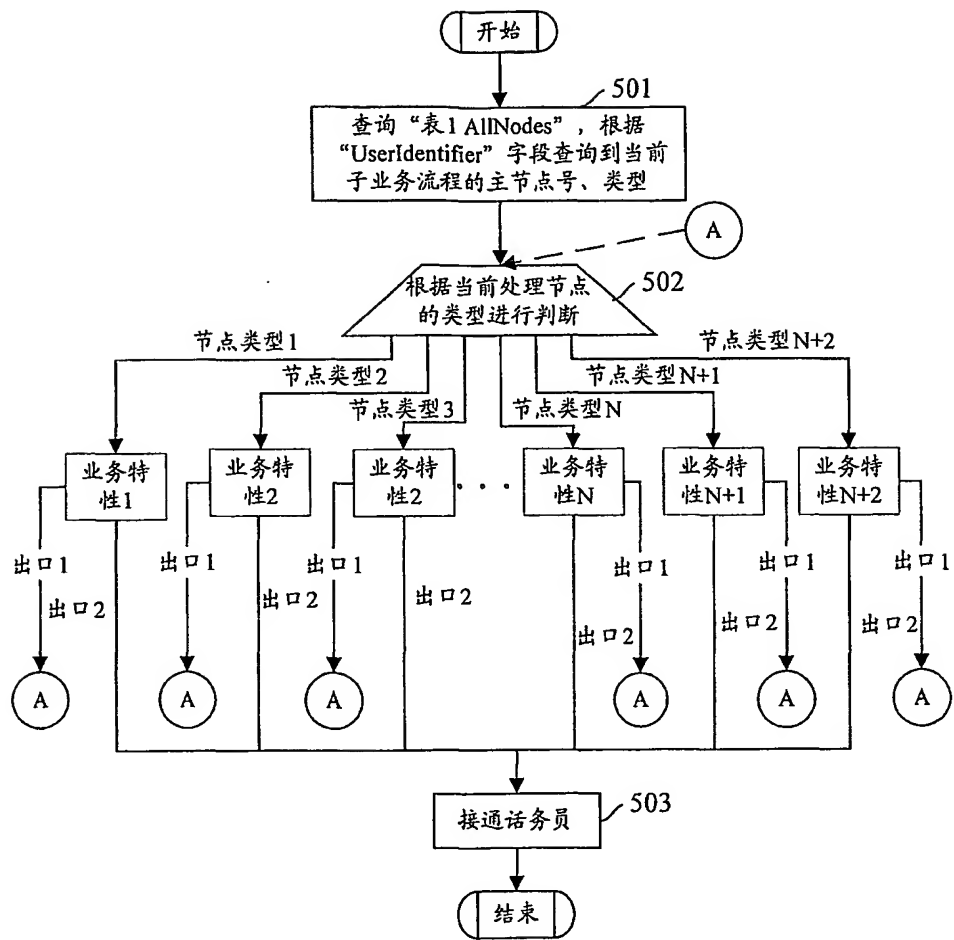 开始
501
查询“表1 AllNodes”，根据
“UserIdentifier”字段查询到当前
子业务流程的主节点号、类型
A
根据当前处理节点
的类型进行判断
502
节点类型1
节点类型2
节点类型3
节点类型N
节点类型N+1
节点类型N+2
业务特
性1
业务特
性2
业务特
性2
· · ·
业务特
性N
业务特
性N+1
业务特
性N+2
出口1
出口2
出口1
出口2
出口1
出口2
出口1
出口2
出口1
出口2
出口1
出口2
A
A
A
A
A
A
接通话务员
503
结束